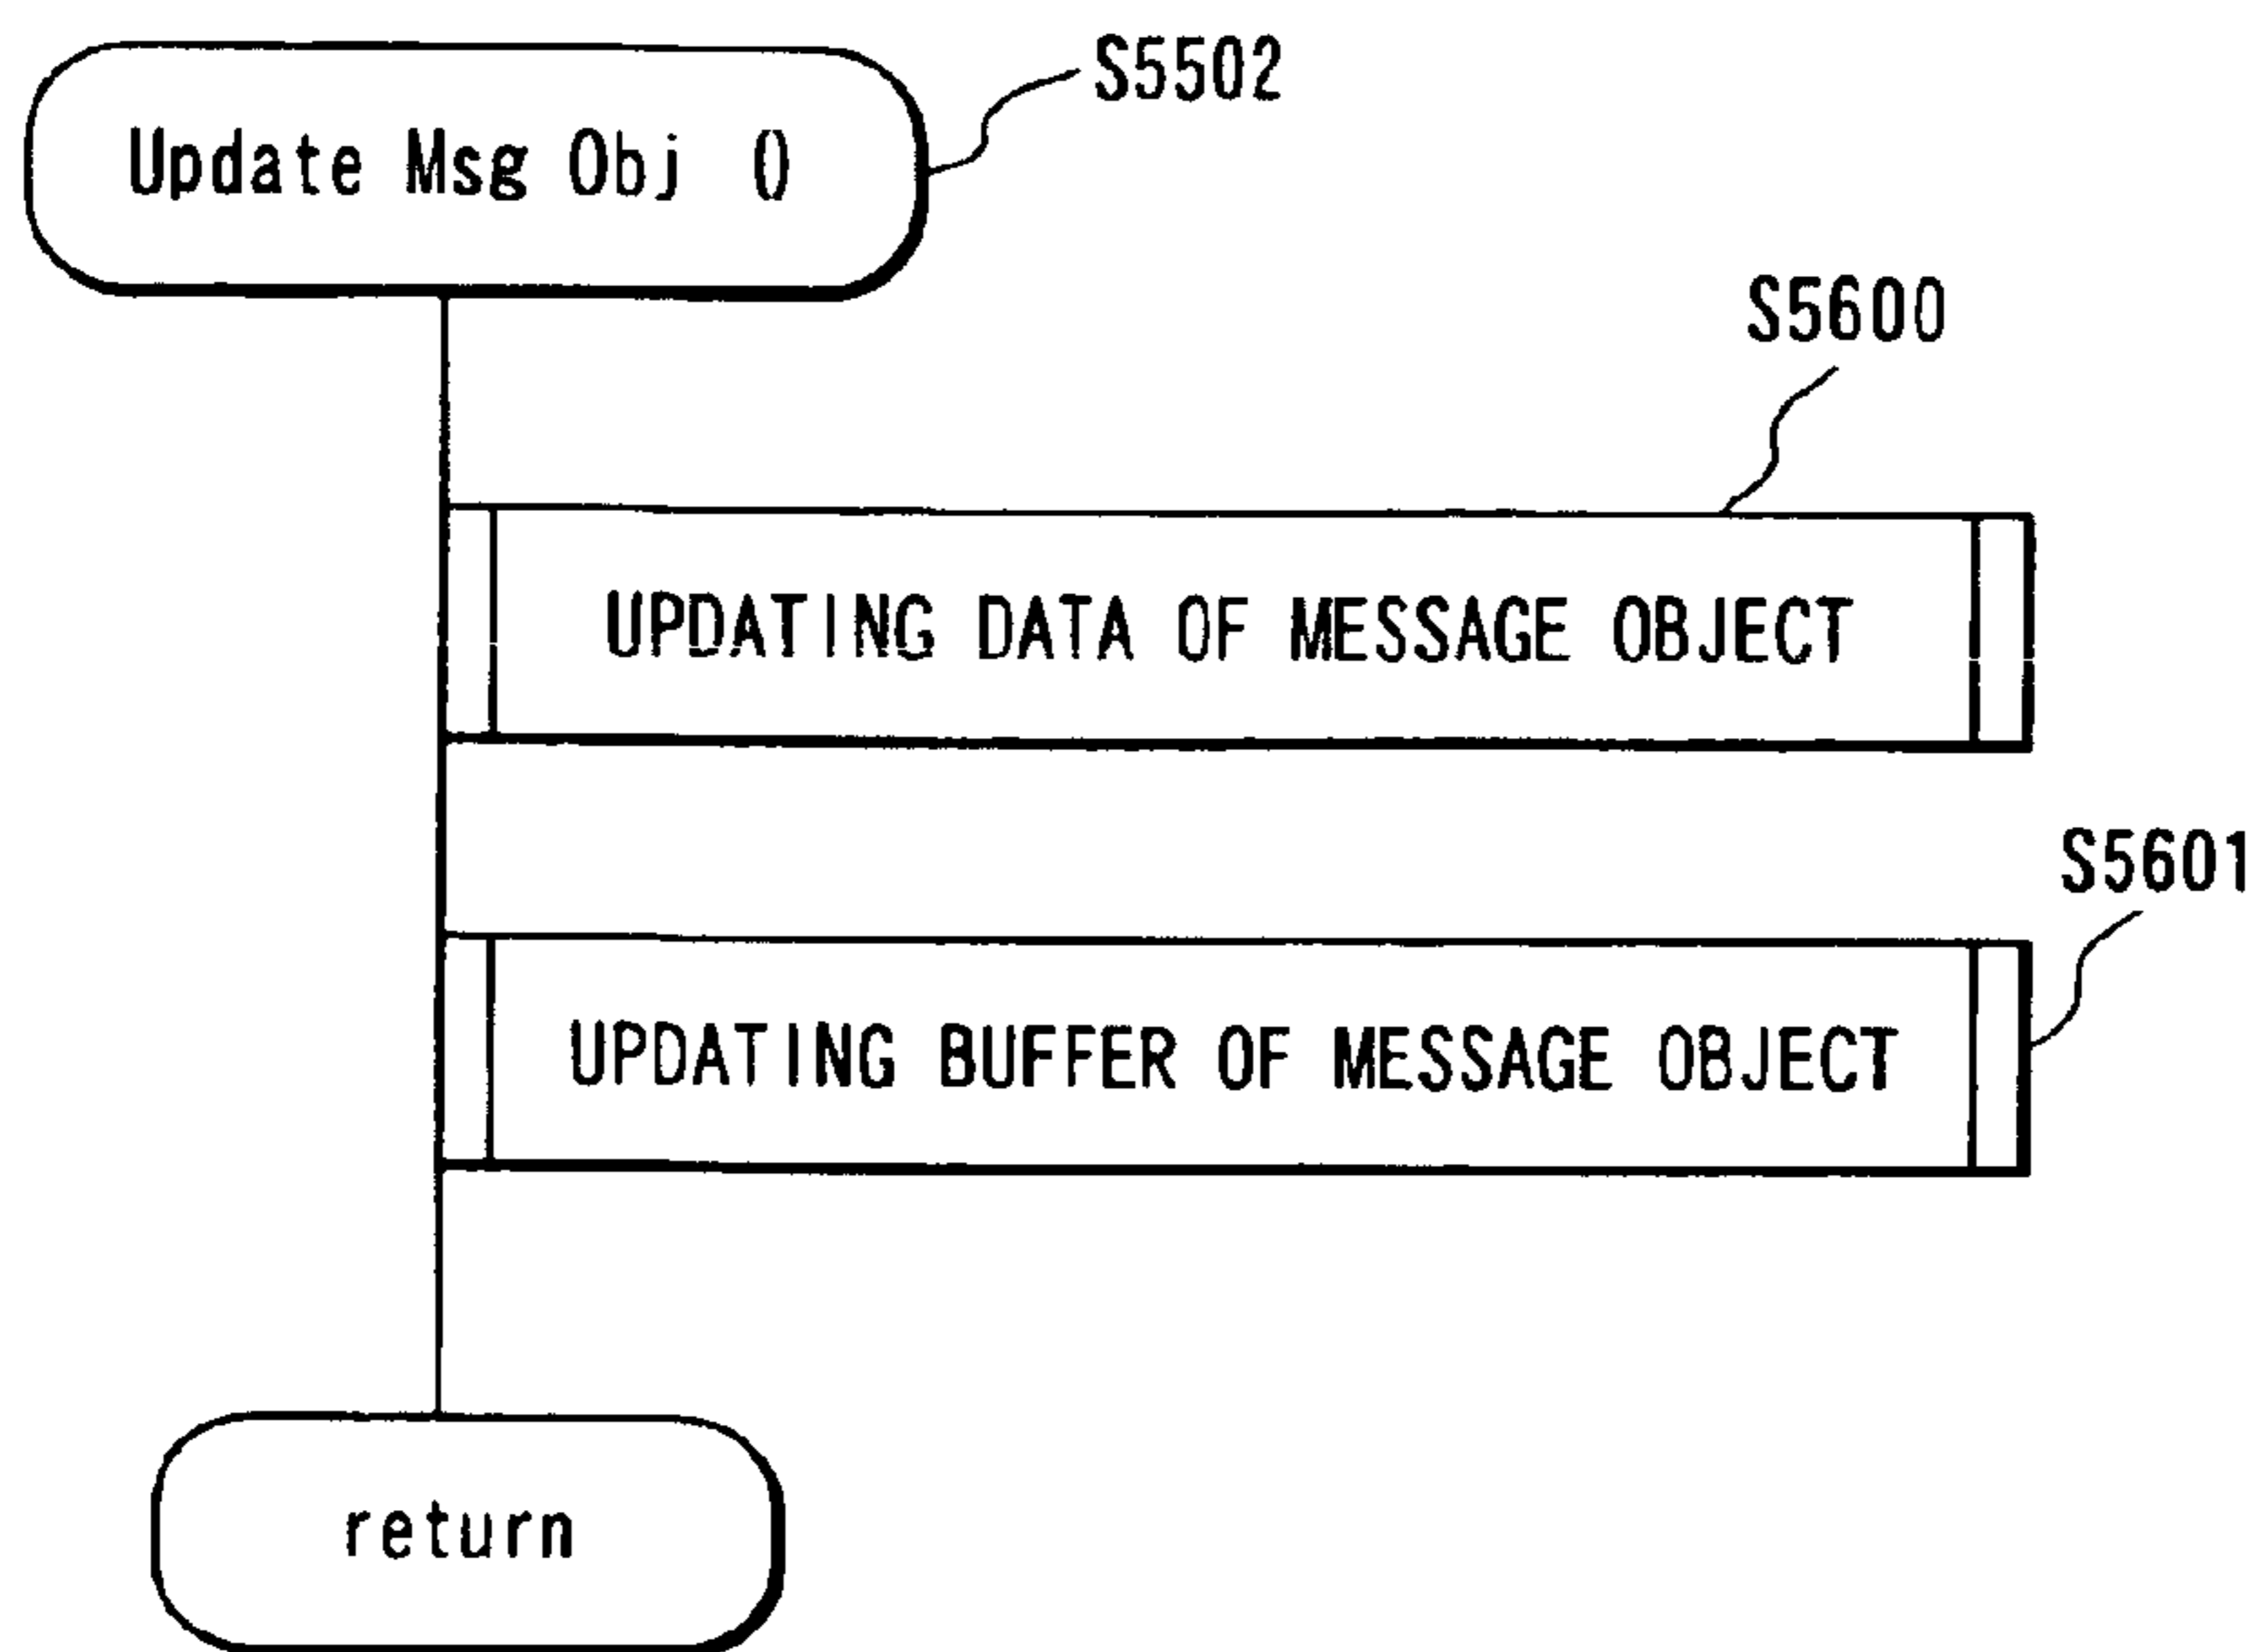 S5502
Update Msg Obj ()
S5600
UPDATING DATA OF MESSAGE OBJECT
S5601
UPDATING BUFFER OF MESSAGE OBJECT
return